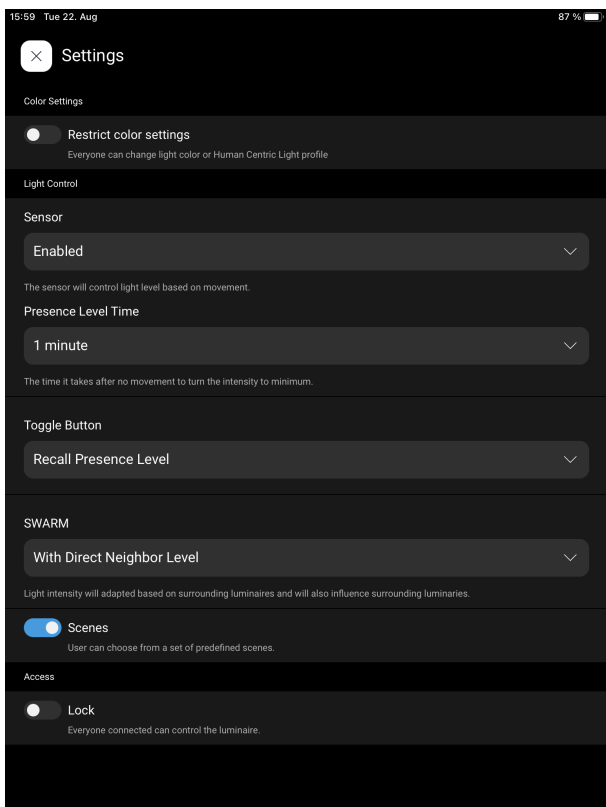 15:59 Tue 22. Aug 87 %
Settings
Color Settings
Restrict color settings
Everyone can change light color or Human Centric Light profile
Light Control
Sensor
Enabled
The sensor will control light level based on movement.
Presence Level Time
1 minute
The time it takes after no movement to turn the intensity to minimum.
Toggle Button
Recall Presence Level
SWARM
With Direct Neighbor Level
Light intensity will adapted based on surrounding luminaires and will also influence surrounding luminaries.
Scenes
User can choose from a set of predefined scenes.
Access
Lock
Everyone connected can control the luminaire.